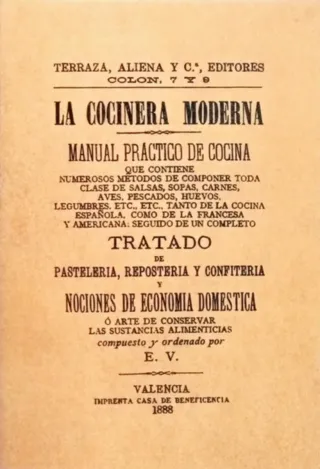 TERRAZA, ALIENA Y C.ª, EDITORES
COLON, 7 Y 9
LA COCINERA MODERNA
MANUAL PRÁCTICO DE COCINA
QUE CONTIENE
NUMEROSOS METODOS DE COMPONER TODA
CLASE DE SALSAS, SOPAS, CARNES,
AVES, PESCADOS, HUEVOS,
LEGUMBRES, ETC., ETC., TANTO DE LA COCINA
ESPAÑOLA, COMO DE LA FRANCESA
Y AMERICANA: SEGUIDO DE UN COMPLETO
TRATADO
DE
PASTELERIA, REPOSTERIA Y CONFITERIA
Y
NOCIONES DE ECONOMIA DOMESTICA
Ó ARTE DE CONSERVAR
LAS SUSTANCIAS ALIMENTICIAS
compuesto y ordenado por
E. V.
VALENCIA
IMPRENTA CASA DE BENEFICENCIA
1888